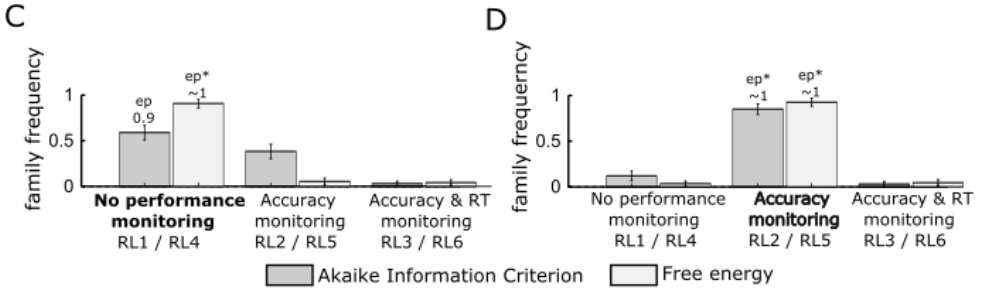 C
family frequency
1
0.5
0
ep
0.9
ep*
~1
No performance
monitoring
RL1 / RL4
Accuracy
monitoring
RL2 / RL5
Accuracy & RT
monitoring
RL3 / RL6
D
family frequerncy
1
0.5
0
ep*
~1
ep*
~1
No performance
monitoring
RL1 / RL4
Accuracy
monitoring
RL2 / RL5
Accuracy & RT
monitoring
RL3 / RL6
Akaike Information Criterion
Free energy